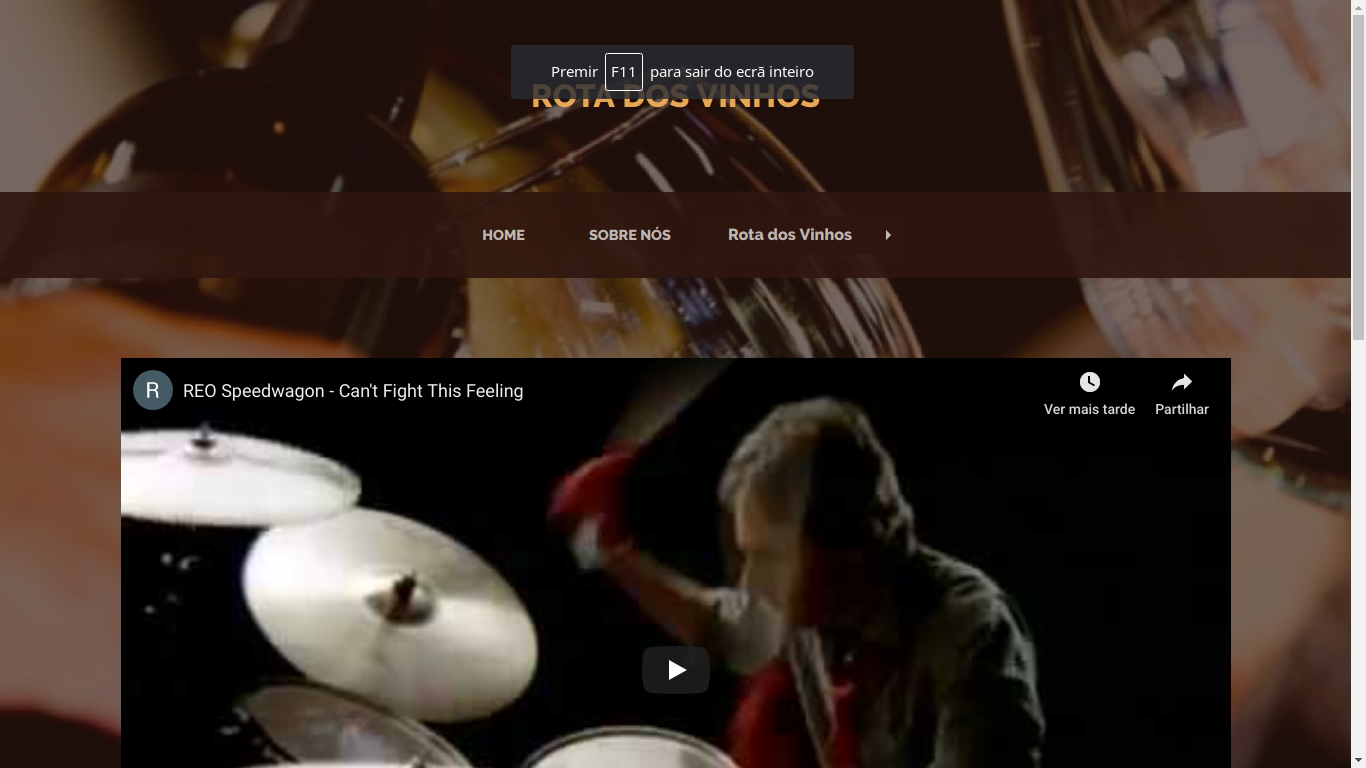 Premir F11 para sair do ecrã inteiro
ROTA DOS VINHOS
HOME SOBRE NÓS Rota dos Vinhos
R REO Speedwagon - Can't Fight This Feeling
Ver mais tarde Partilhar